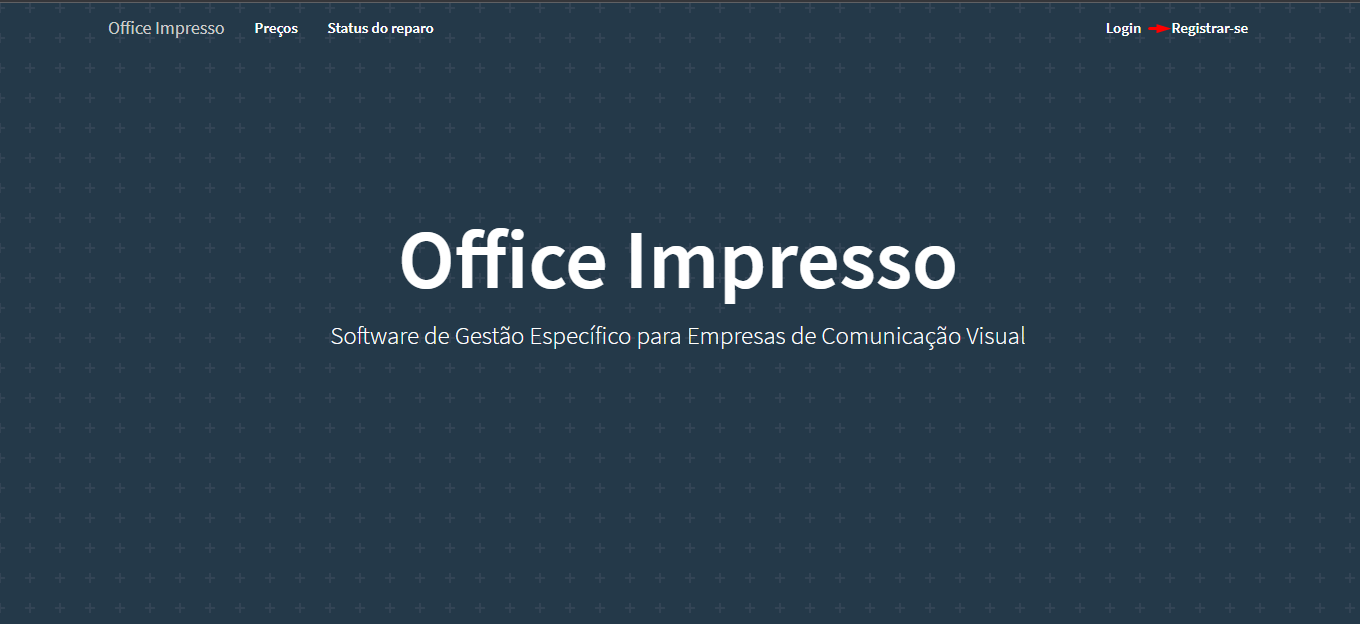 Office Impresso Preços Status do reparo Login Registrar-se
Office Impresso
Software de Gestão Específico para Empresas de Comunicação Visual